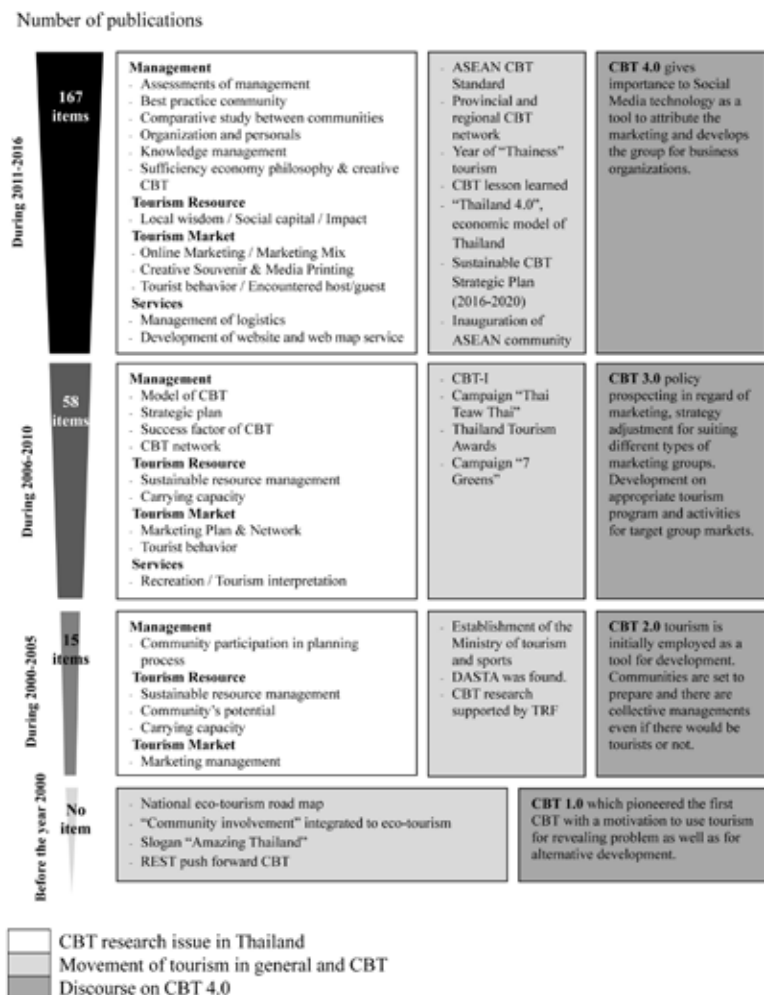 Number of publications
During 2011-2016
167
items
Management
- Assessments of management
- Best practice community
- Comparative study between communities
- Organization and personals
- Knowledge management
- Sufficiency economy philosophy & creative
CBT
Tourism Resource
- Local wisdom / Social capital / Impact
Tourism Market
- Online Marketing / Marketing Mix
- Creative Souvenir & Media Printing
- Tourist behavior / Encountered host/guest
Services
- Management of logistics
- Development of website and web map service
- ASEAN CBT
Standard
- Provincial and
regional CBT
network
- Year of "Thainess"
tourism
- CBT lesson learned
- "Thailand 4.0",
economic model of
Thailand
- Sustainable CBT
Strategic Plan
(2016-2020)
- Inauguration of
ASEAN community
CBT 4.0 gives
importance to Social
Media technology as a
tool to attribute the
marketing and develops
the group for business
organizations.
During 2006-2010
58
items
Management
- Model of CBT
- Strategic plan
- Success factor of CBT
- CBT network
Tourism Resource
- Sustainable resource management
- Carrying capacity
Tourism Market
- Marketing Plan & Network
- Tourist behavior
Services
- Recreation / Tourism interpretation
- CBT-I
- Campaign "Thai
Teaw Thai"
- Thailand Tourism
Awards
- Campaign "7
Greens"
CBT 3.0 policy
prospecting in regard of
marketing, strategy
adjustment for suiting
different types of
marketing groups.
Development on
appropriate tourism
program and activities
for target group markets.
During 2000-2005
15
items
Management
- Community participation in planning
process
Tourism Resource
- Sustainable resource management
- Community's potential
- Carrying capacity
Tourism Market
- Marketing management
- Establishment of the
Ministry of tourism
and sports
- DASTA was found.
- CBT research
supported by TRF
CBT 2.0 tourism is
initially employed as a
tool for development.
Communities are set to
prepare and there are
collective managements
even if there would be
tourists or not.
Before the year 2000
No
item
- National eco-tourism road map
- "Community involvement" integrated to eco-tourism
- Slogan "Amazing Thailand"
- REST push forward CBT
CBT 1.0 which pioneered the first
CBT with a motivation to use tourism
for revealing problem as well as for
alternative development.
CBT research issue in Thailand
Movement of tourism in general and CBT
Discourse on CBT 4.0